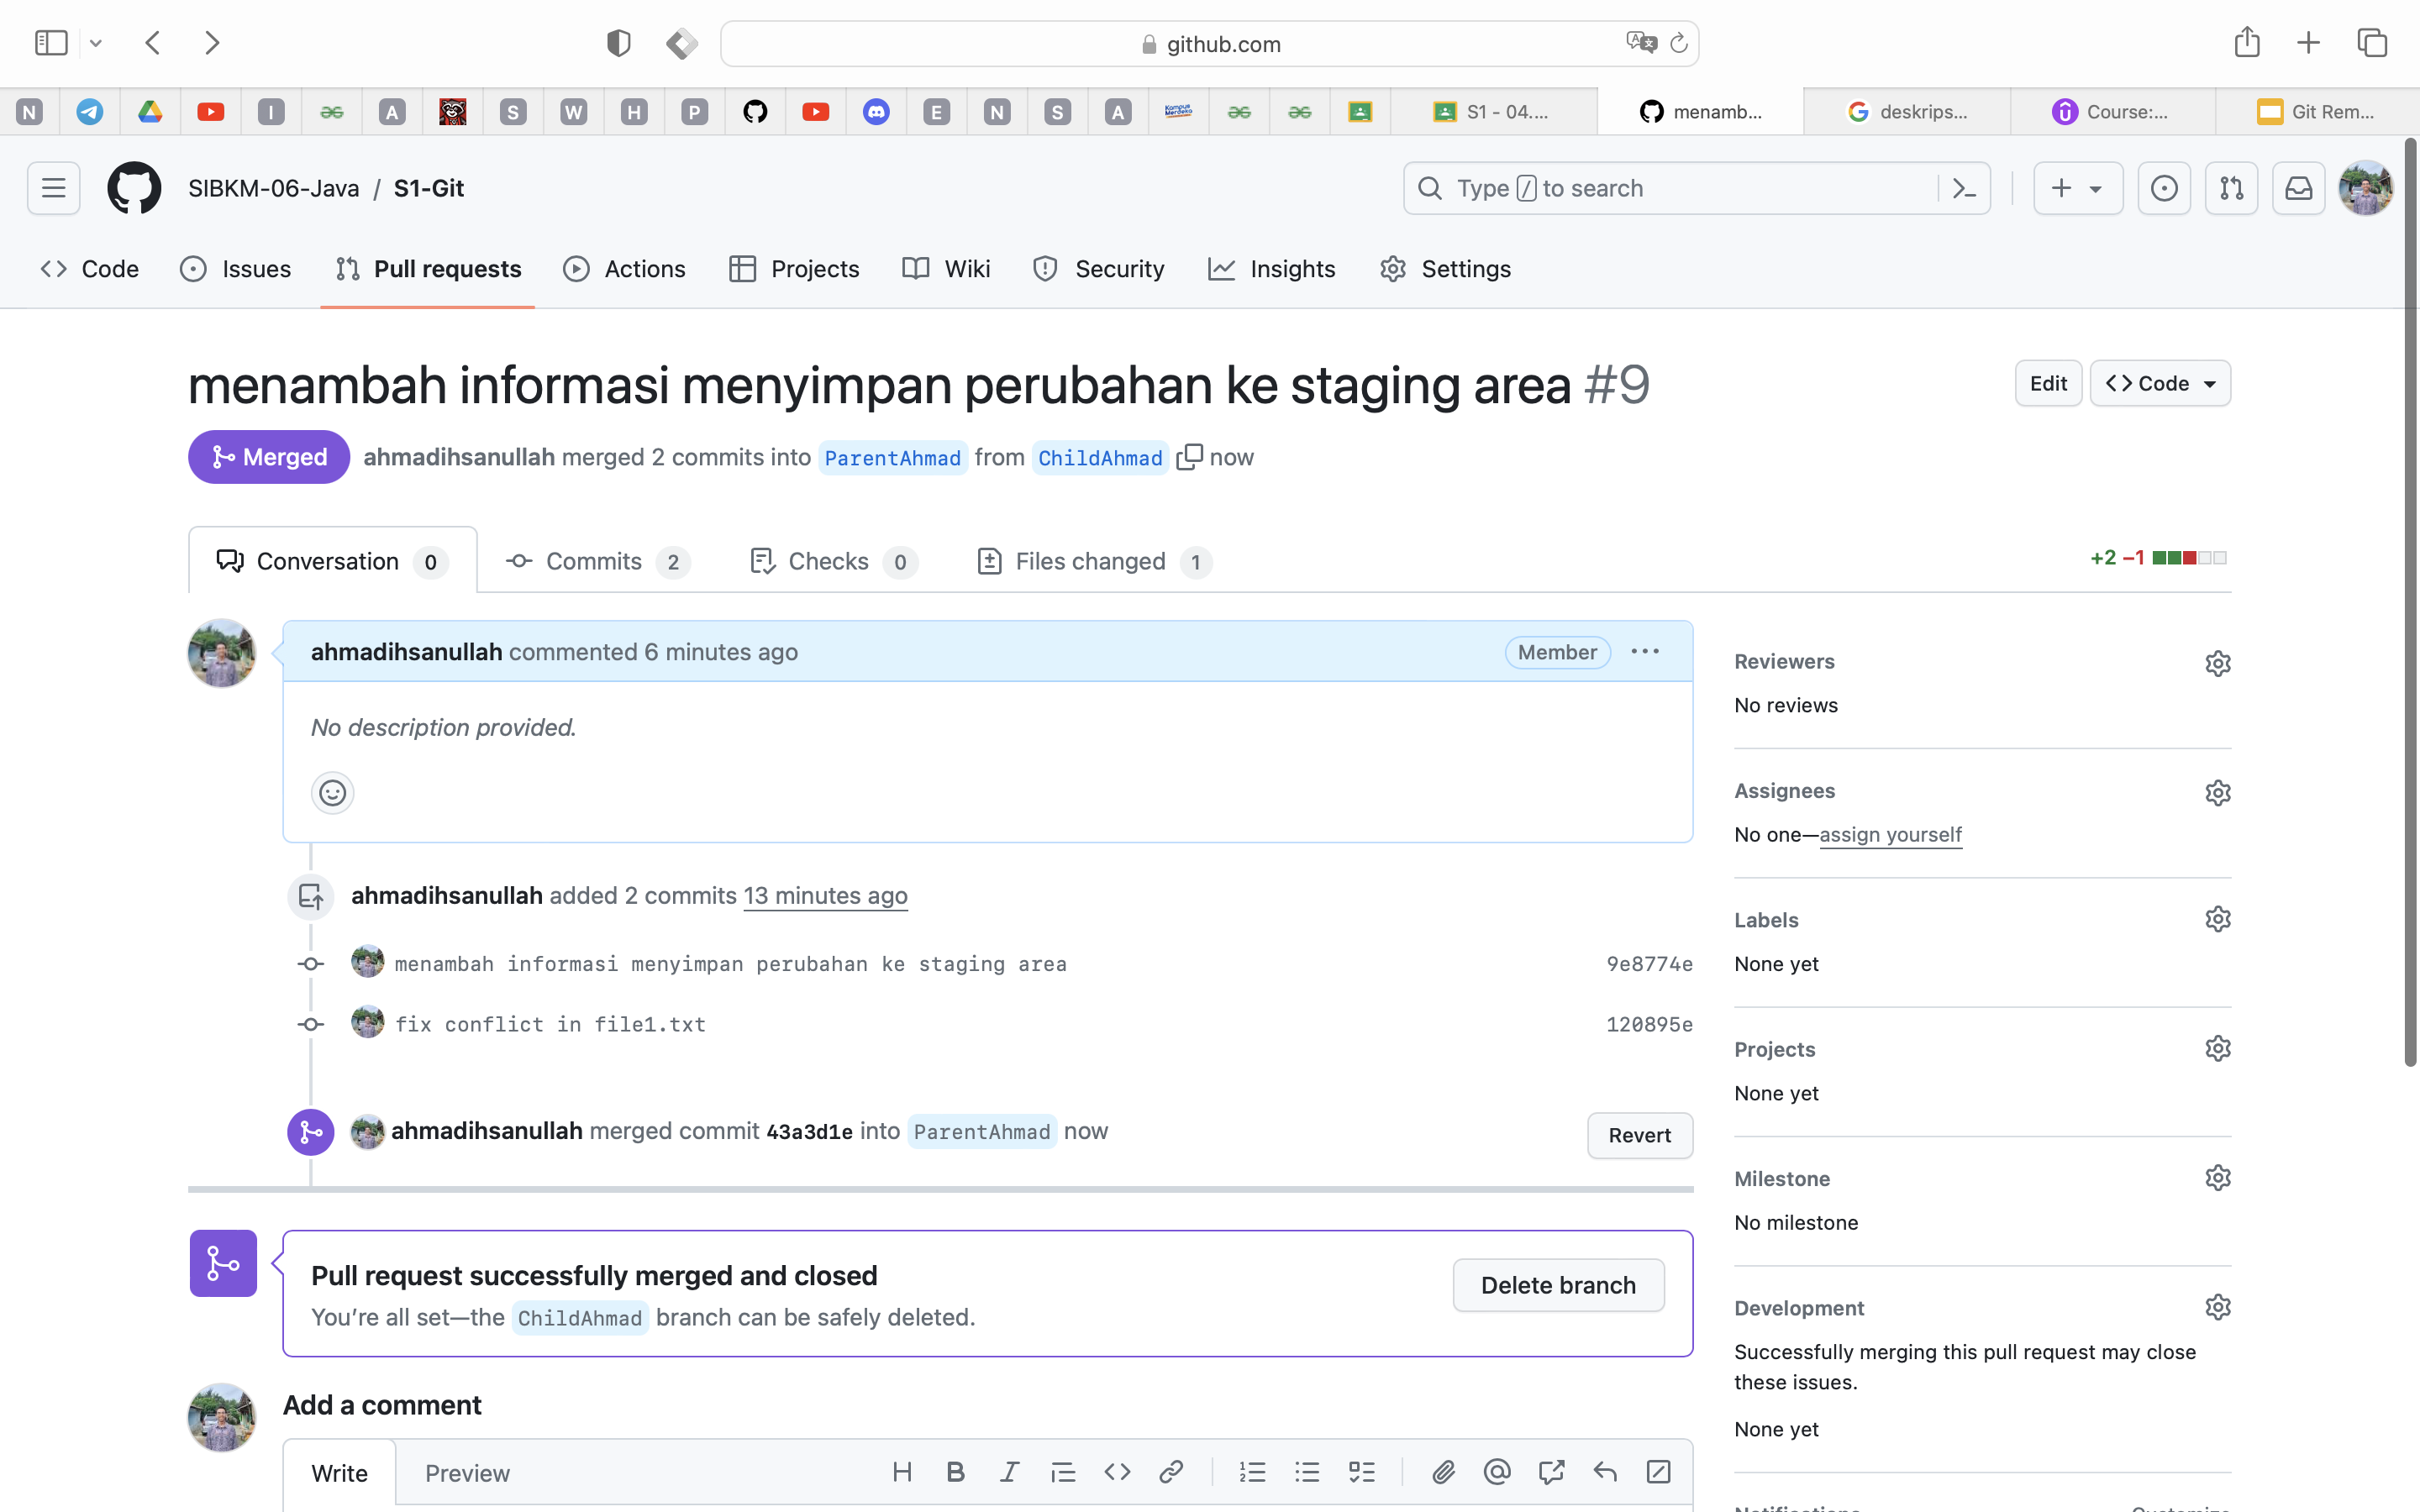 github.com
N I A S W H P E N S A Kampus Merdeka S1 - 04.... menamb... deskrips... Course:... Git Rem...
SIBKM-06-Java / S1-Git Type / to search
Code Issues Pull requests Actions Projects Wiki Security Insights Settings
menambah informasi menyimpan perubahan ke staging area #9 Edit Code
Merged ahmadihsanullah merged 2 commits into ParentAhmad from ChildAhmad now
Conversation 0 Commits 2 Checks 0 Files changed 1 +2 −1
ahmadihsanullah commented 6 minutes ago Member ...
No description provided.
ahmadihsanullah added 2 commits 13 minutes ago
menambah informasi menyimpan perubahan ke staging area 9e8774e
fix conflict in file1.txt 120895e
ahmadihsanullah merged commit 43a3d1e into ParentAhmad now Revert
Pull request successfully merged and closed
You’re all set—the ChildAhmad branch can be safely deleted.
Delete branch
Add a comment
Write Preview H B I
Reviewers
No reviews
Assignees
No one—assign yourself
Labels
None yet
Projects
None yet
Milestone
No milestone
Development
Successfully merging this pull request may close
these issues.
None yet
Notifications Customize